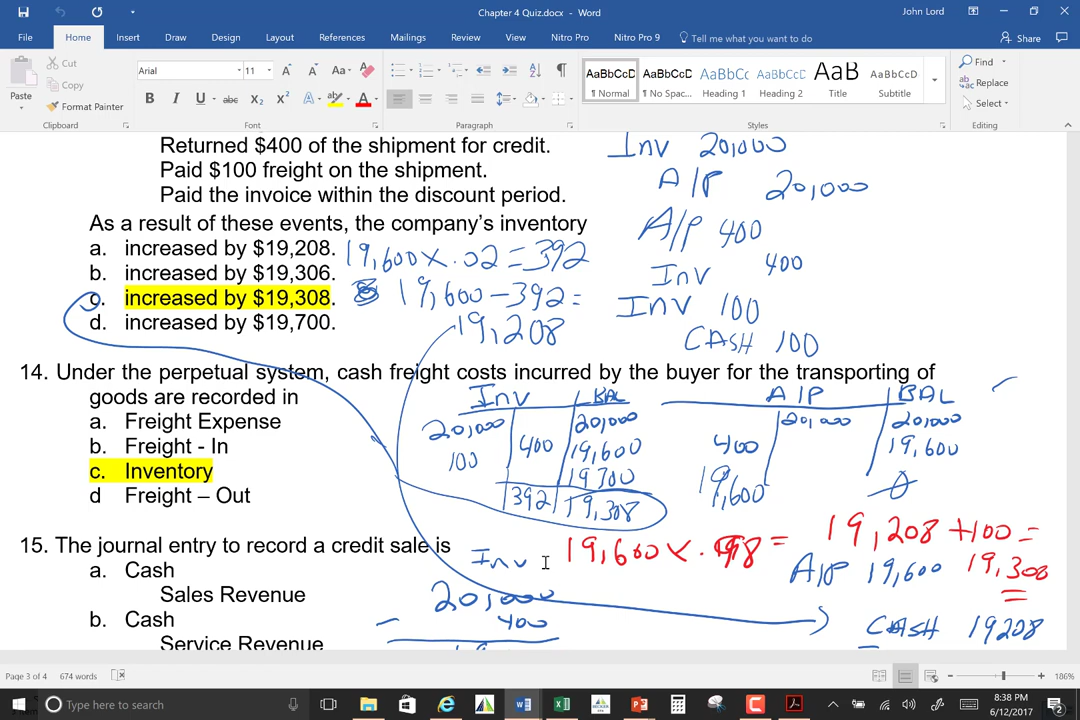 Chapter 4 Quiz.docx - Word
John Lord
File Home Insert Draw Design Layout References Mailings Review View Nitro Pro Nitro Pro 9 Tell me what you want to do
Share
Paste
Cut
Copy
Format Painter
Clipboard
Arial 11
Font
Paragraph
AaBbCcD AaBbCcD AaBbCc AaBbCc AaB AaBbCcD
¶ Normal ¶ No Spac... Heading 1 Heading 2 Title Subtitle
Styles
Find
Replace
Select
Editing
Returned $400 of the shipment for credit.
Paid $100 freight on the shipment.
Paid the invoice within the discount period.
As a result of these events, the company's inventory
a. increased by $19,208.
b. increased by $19,306.
c. increased by $19,308.
d. increased by $19,700.
19,600 x .02 = 392
19,600 - 392 =
19,208
Inv 20,000
A/P 20,000
A/P 400
Inv 400
Inv 100
CASH 100
14. Under the perpetual system, cash freight costs incurred by the buyer for the transporting of
goods are recorded in
a. Freight Expense
b. Freight - In
c. Inventory
d Freight – Out
Inv BAL
20,000 20,000
400 19,600
100 19,700
392 19,308
A/P BAL
20,000 20,000
400 19,600
19,600 0
15. The journal entry to record a credit sale is
a. Cash
Sales Revenue
b. Cash
Service Revenue
Inv
20,000
- 400
19,600 x .98 =
19,208 + 100 =
19,308
A/P 19,600
CASH 19208
Page 3 of 4 674 words
186%
Type here to search
8:38 PM
6/12/2017
2